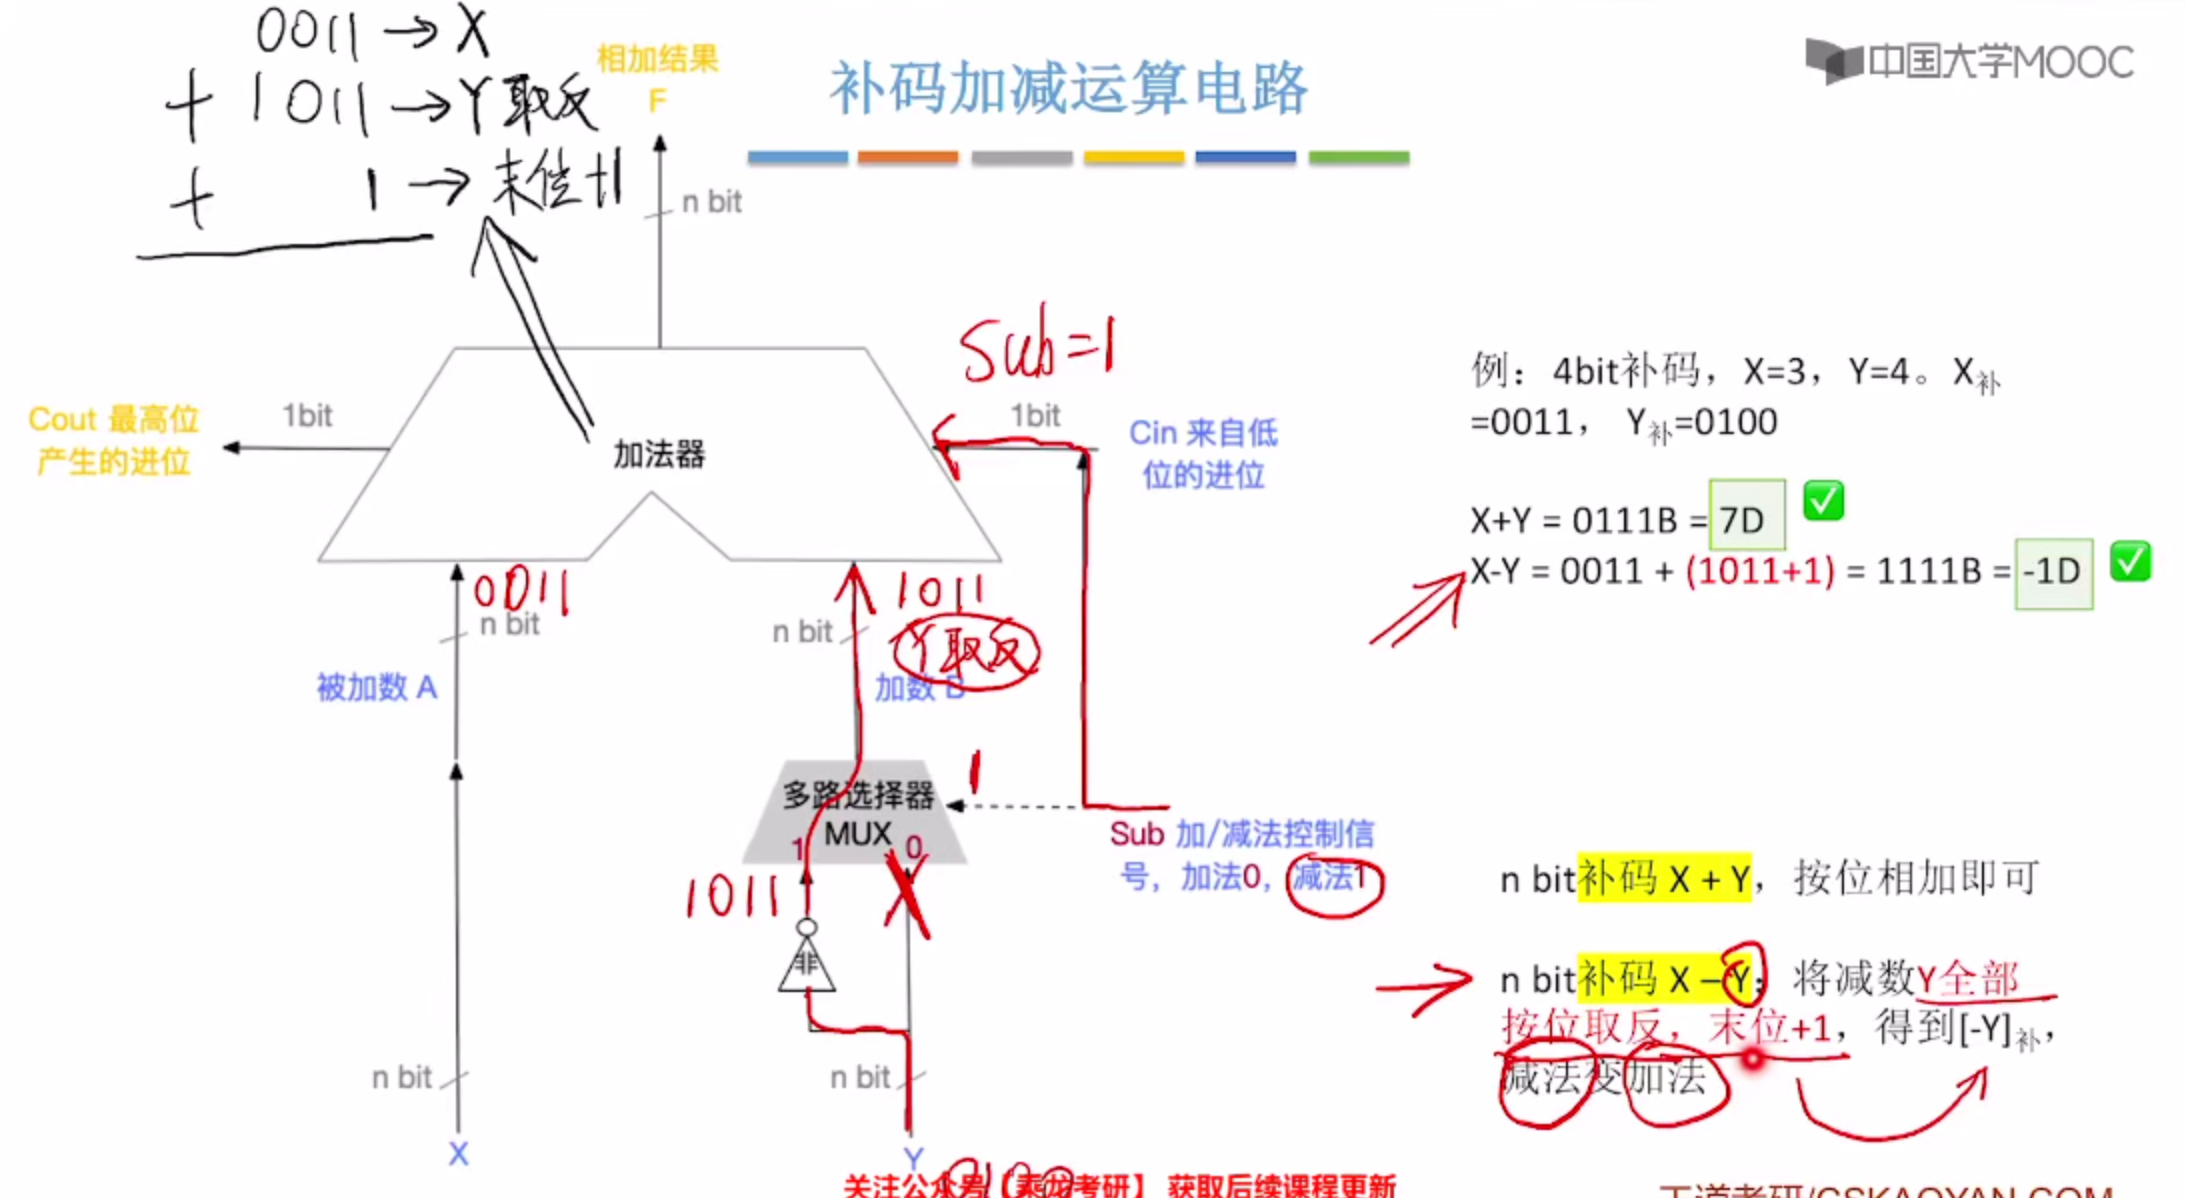 0011 → X
+ 1011 → Y取反
+ 1 → 末位+1
相加结果
F
补码加减运算电路
中国大学MOOC
n bit
Sub=1
Cout 最高位
产生的进位
1bit
加法器
1bit
Cin 来自低
位的进位
例：4bit补码，X=3，Y=4。X补
=0011， Y补=0100
X+Y = 0111B = 7D
X-Y = 0011 + (1011+1) = 1111B = -1D
0011
n bit
被加数 A
1011
n bit
Y取反
加数 B
1
多路选择器
MUX
1 0
Sub 加/减法控制信
号，加法0，减法1
1011
非
n bit补码 X + Y，按位相加即可
n bit补码 X – Y：将减数Y全部
按位取反，末位+1，得到[-Y]补，
减法变加法
n bit
n bit
X
Y
0100
关注公众号【乘龙考研】 获取后续课程更新
王道考研/CSKAOYAN.COM